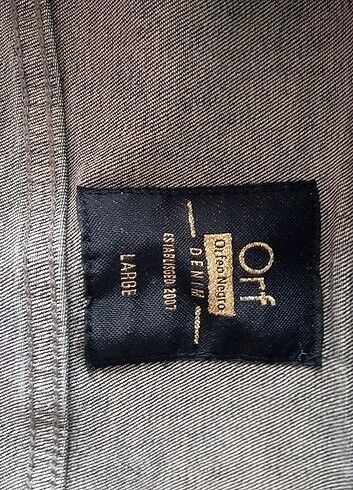 Orf
Orfeo Negro
DENIM
ESTABLISHED 2007
LARGE